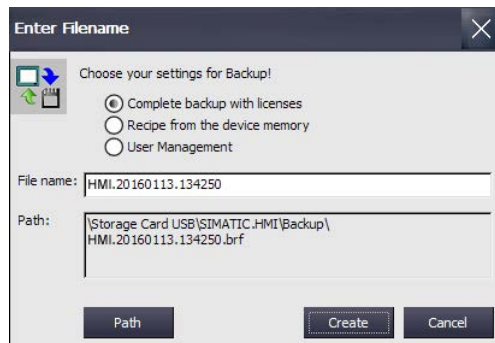 Enter Filename
Choose your settings for Backup!
Complete backup with licenses
Recipe from the device memory
User Management
File name: HMI.20160113.134250
Path: \Storage Card USB\SIMATIC.HMI\Backup\
HMI.20160113.134250.brf
Path Create Cancel